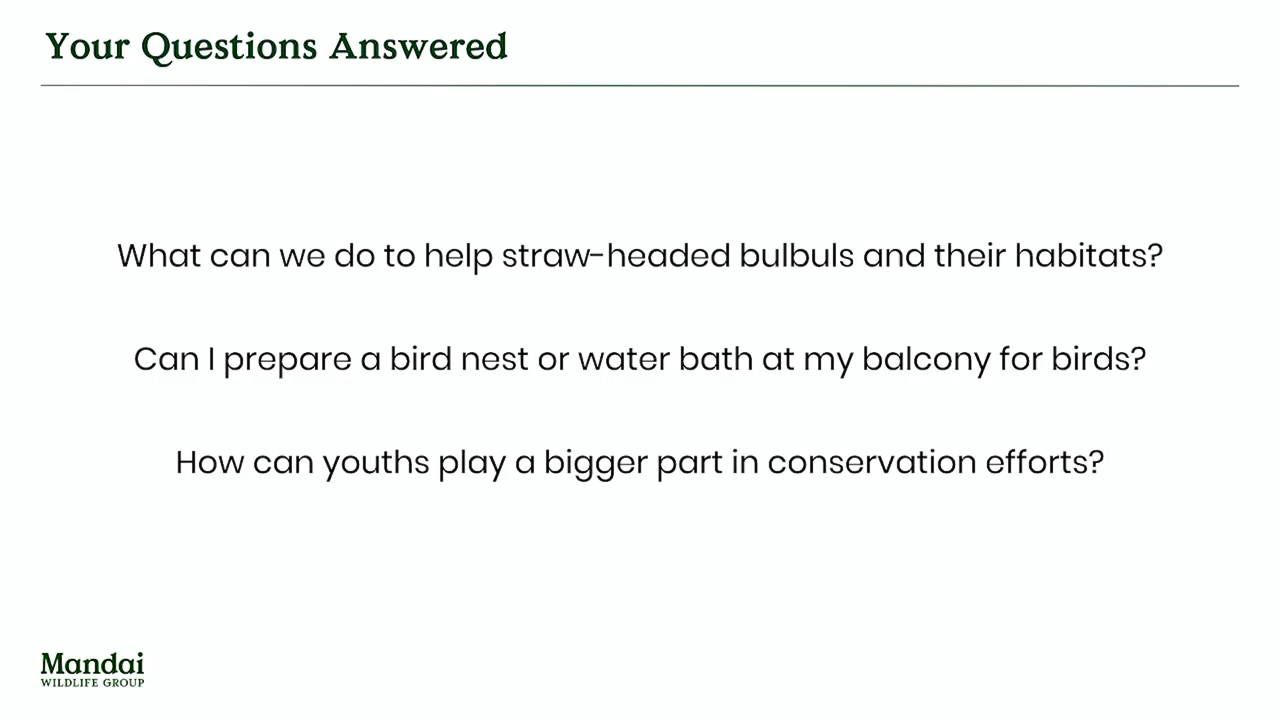 Your Questions Answered
What can we do to help straw-headed bulbuls and their habitats?
Can I prepare a bird nest or water bath at my balcony for birds?
How can youths play a bigger part in conservation efforts?
Mandai
WILDLIFE GROUP